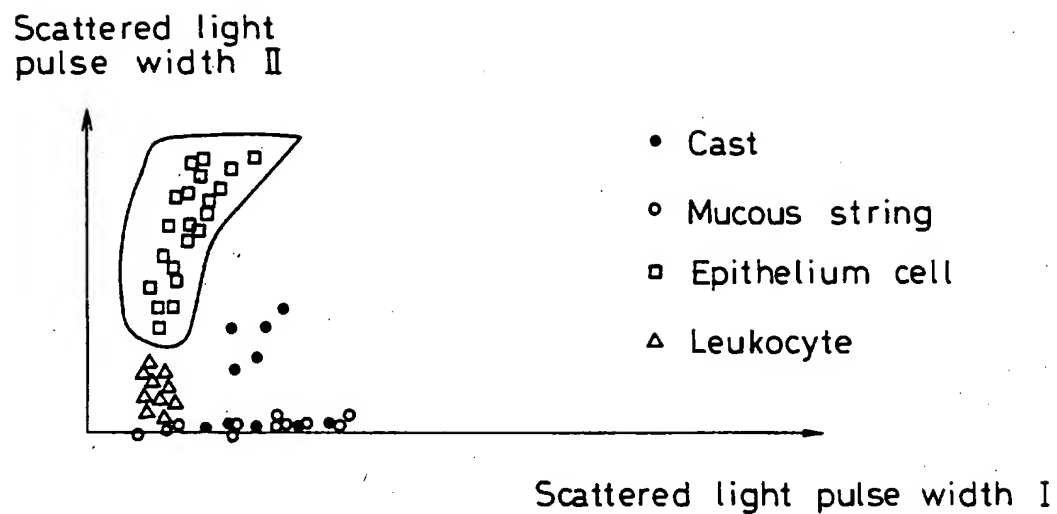 Scattered light
pulse width Ⅱ
Cast
Mucous string
Epithelium cell
Leukocyte
Scattered light pulse width I